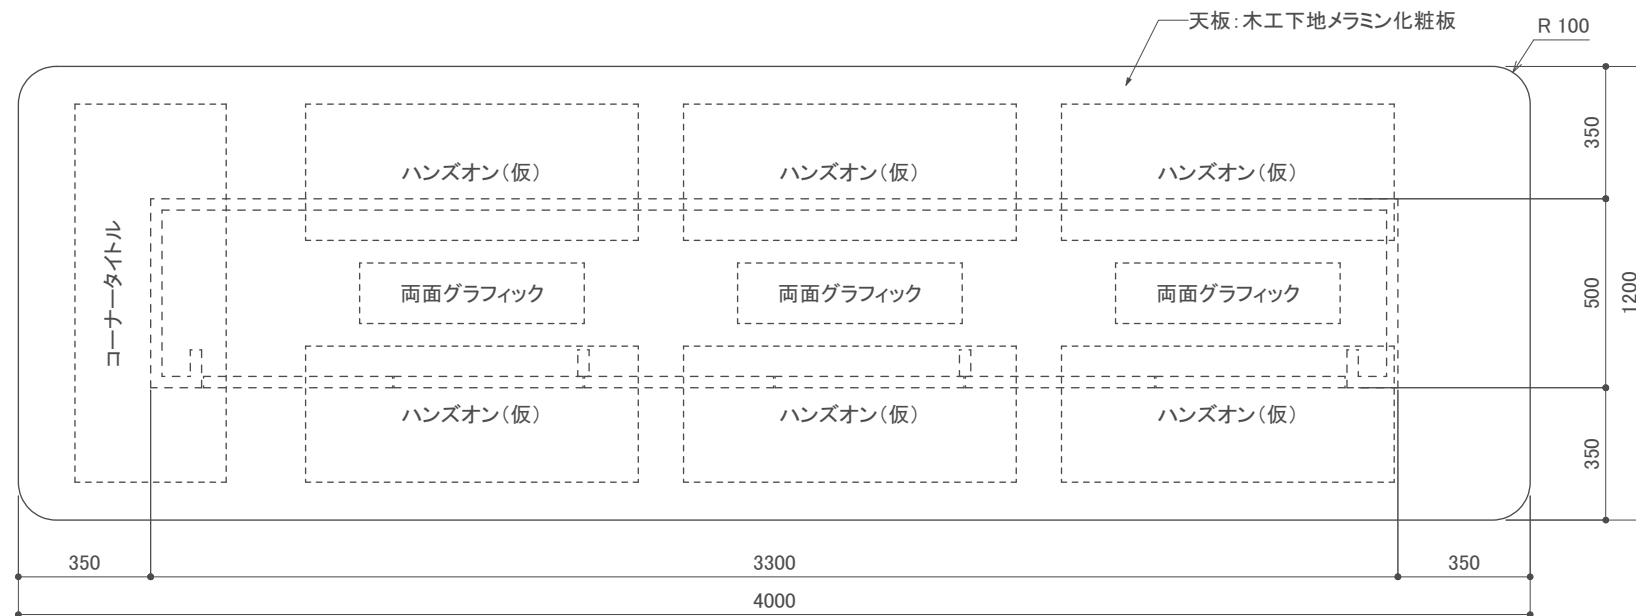 天板:木工下地メラミン化粧板
R 100
ハンズオン(仮)
ハンズオン(仮)
ハンズオン(仮)
350
コーナータイトル
両面グラフィック
両面グラフィック
両面グラフィック
500
1200
ハンズオン(仮)
ハンズオン(仮)
ハンズオン(仮)
350
350
3300
350
4000